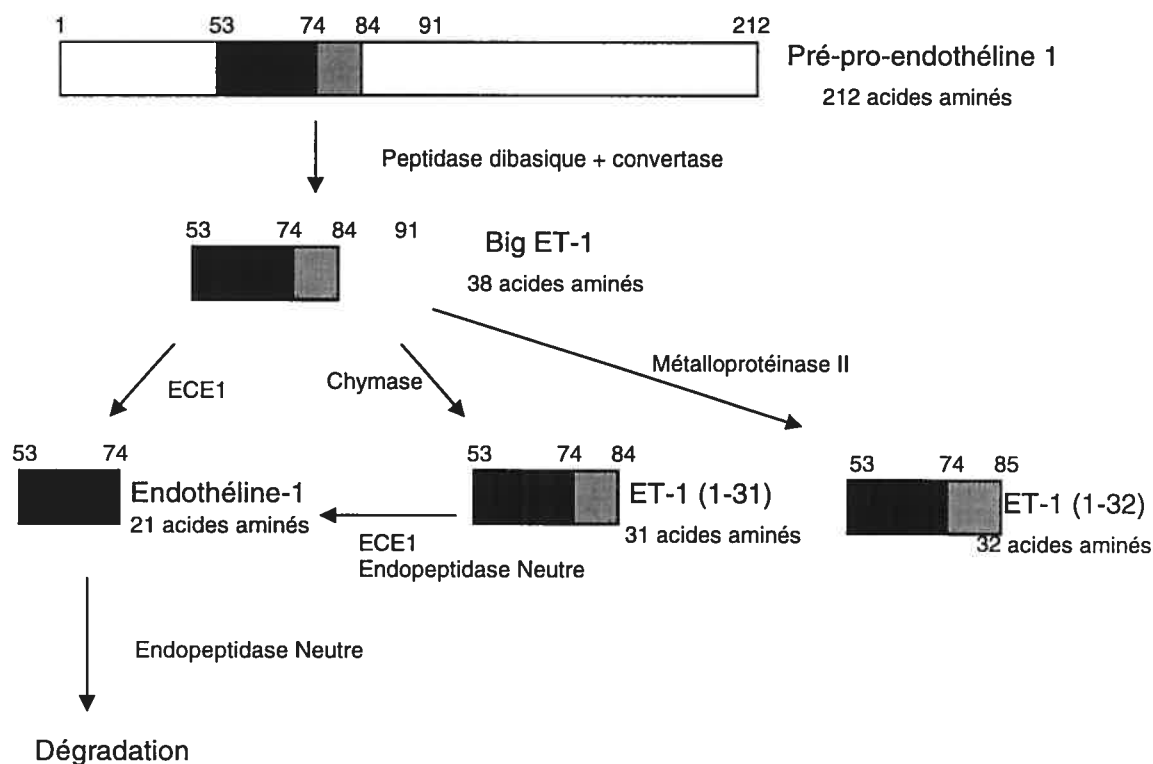 1 53 74 84 91 212
Pré-pro-endothéline 1
212 acides aminés
Peptidase dibasique + convertase
53 74 84 91
Big ET-1
38 acides aminés
ECE1
Chymase
Métalloprotéinase II
53 74
Endothéline-1
21 acides aminés
53 74 84
ET-1 (1-31)
31 acides aminés
53 74 85
ET-1 (1-32)
32 acides aminés
ECE1
Endopeptidase Neutre
Endopeptidase Neutre
Dégradation